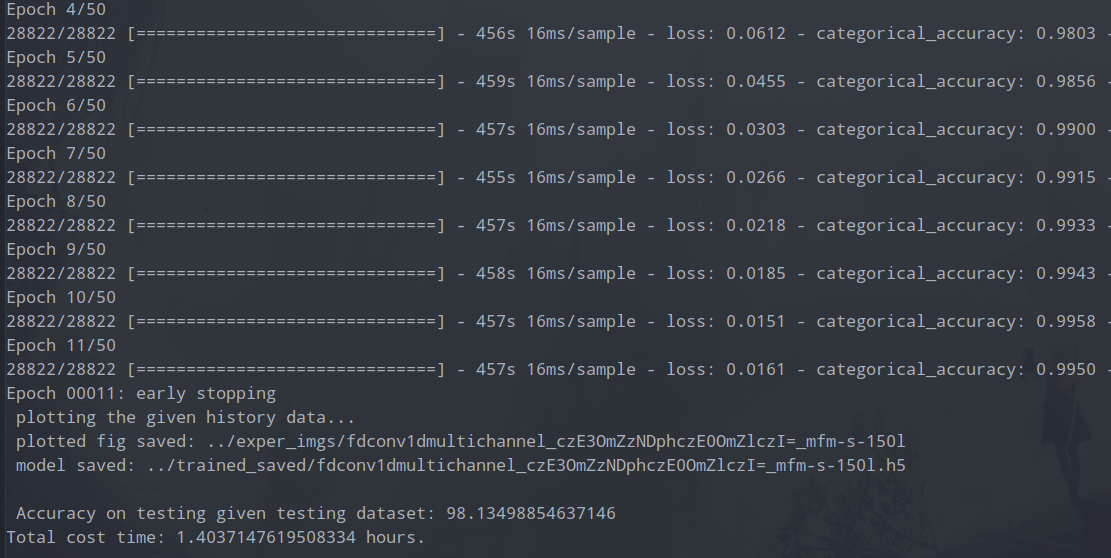 Epoch 4/50
28822/28822 [==============================] - 456s 16ms/sample - loss: 0.0612 - categorical_accuracy: 0.9803 -
Epoch 5/50
28822/28822 [==============================] - 459s 16ms/sample - loss: 0.0455 - categorical_accuracy: 0.9856 -
Epoch 6/50
28822/28822 [==============================] - 457s 16ms/sample - loss: 0.0303 - categorical_accuracy: 0.9900 -
Epoch 7/50
28822/28822 [==============================] - 455s 16ms/sample - loss: 0.0266 - categorical_accuracy: 0.9915 -
Epoch 8/50
28822/28822 [==============================] - 457s 16ms/sample - loss: 0.0218 - categorical_accuracy: 0.9933 -
Epoch 9/50
28822/28822 [==============================] - 458s 16ms/sample - loss: 0.0185 - categorical_accuracy: 0.9943 -
Epoch 10/50
28822/28822 [==============================] - 457s 16ms/sample - loss: 0.0151 - categorical_accuracy: 0.9958 -
Epoch 11/50
28822/28822 [==============================] - 457s 16ms/sample - loss: 0.0161 - categorical_accuracy: 0.9950 -
Epoch 00011: early stopping
plotting the given history data...
plotted fig saved: ../exper_imgs/fdconv1dmultichannel_czE3OmZzNDphczE0OmZlczI=_mfm-s-150l
model saved: ../trained_saved/fdconv1dmultichannel_czE3OmZzNDphczE0OmZlczI=_mfm-s-150l.h5
Accuracy on testing given testing dataset: 98.13498854637146
Total cost time: 1.4037147619508334 hours.